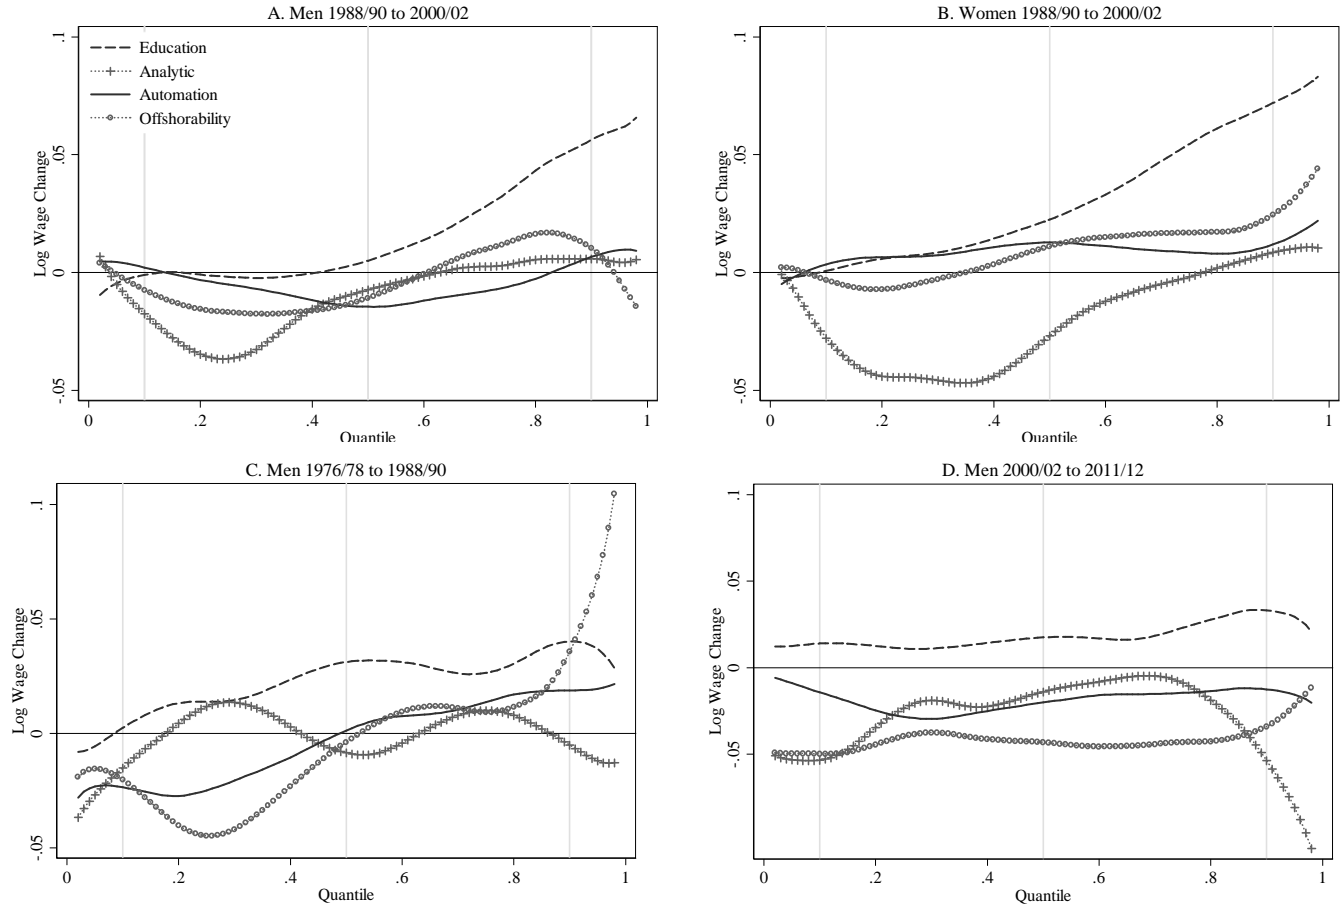 A. Men 1988/90 to 2000/02
Log Wage Change
.1
.05
0
-.05
Education
Analytic
Automation
Offshorability
0 .2 .4 .6 .8 1
Quantile
B. Women 1988/90 to 2000/02
Log Wage Change
.1
.05
0
-.05
0 .2 .4 .6 .8 1
Quantile
C. Men 1976/78 to 1988/90
Log Wage Change
.1
.05
0
-.05
0 .2 .4 .6 .8 1
Quantile
D. Men 2000/02 to 2011/12
Log Wage Change
.1
.05
0
-.05
0 .2 .4 .6 .8 1
Quantile